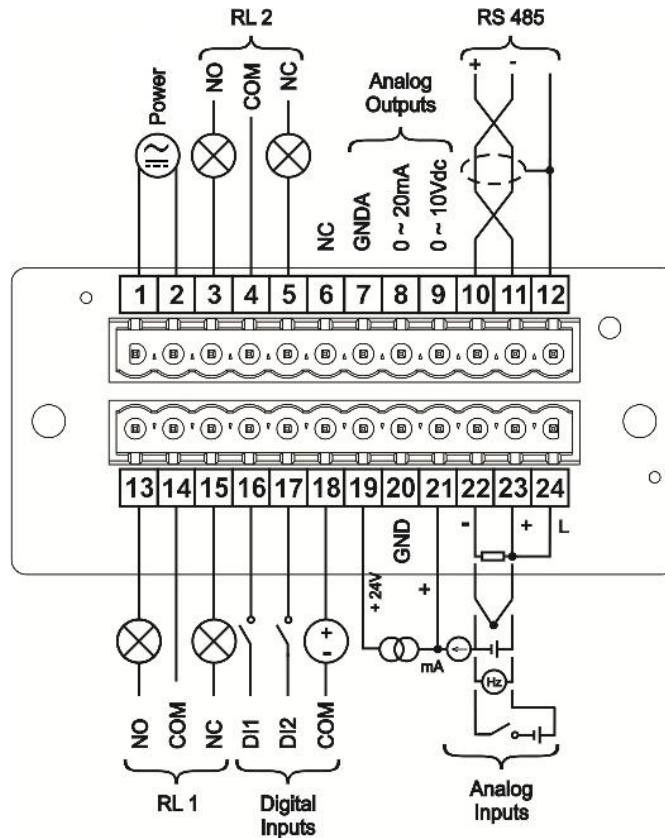 RL 2
RS 485
Power
NO
COM
NC
Analog
Outputs
NC
GNDA
0 ~ 20mA
0 ~ 10Vdc
+ -
1 2 3 4 5 6 7 8 9 10 11 12
13 14 15 16 17 18 19 20 21 22 23 24
- + L
GND
+ 24V
+
mA
+
-
Hz
NO
COM
NC
DI1
DI2
COM
RL 1
Digital
Inputs
Analog
Inputs